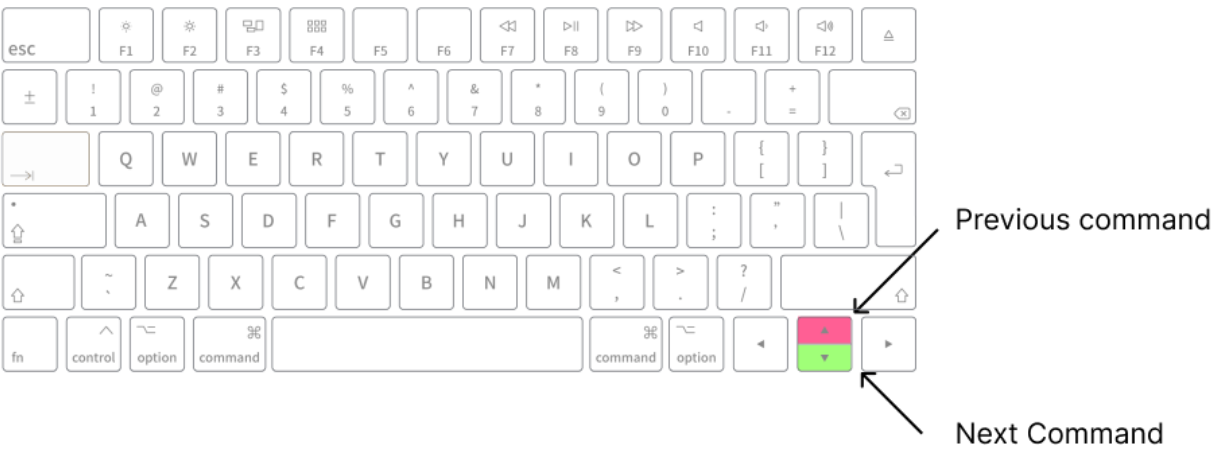 esc F1 F2 F3 F4 F5 F6 F7 F8 F9 F10 F11 F12
± ! 1 @ 2 # 3 $ 4 % 5 ^ 6 & 7 * 8 ( 9 ) 0 - + =
Q W E R T Y U I O P { [ } ]
A S D F G H J K L : ; " ' | \
Previous command
~ ` Z X C V B N M < , > . ? /
fn control option ⌘ command ⌘ command option
Next Command